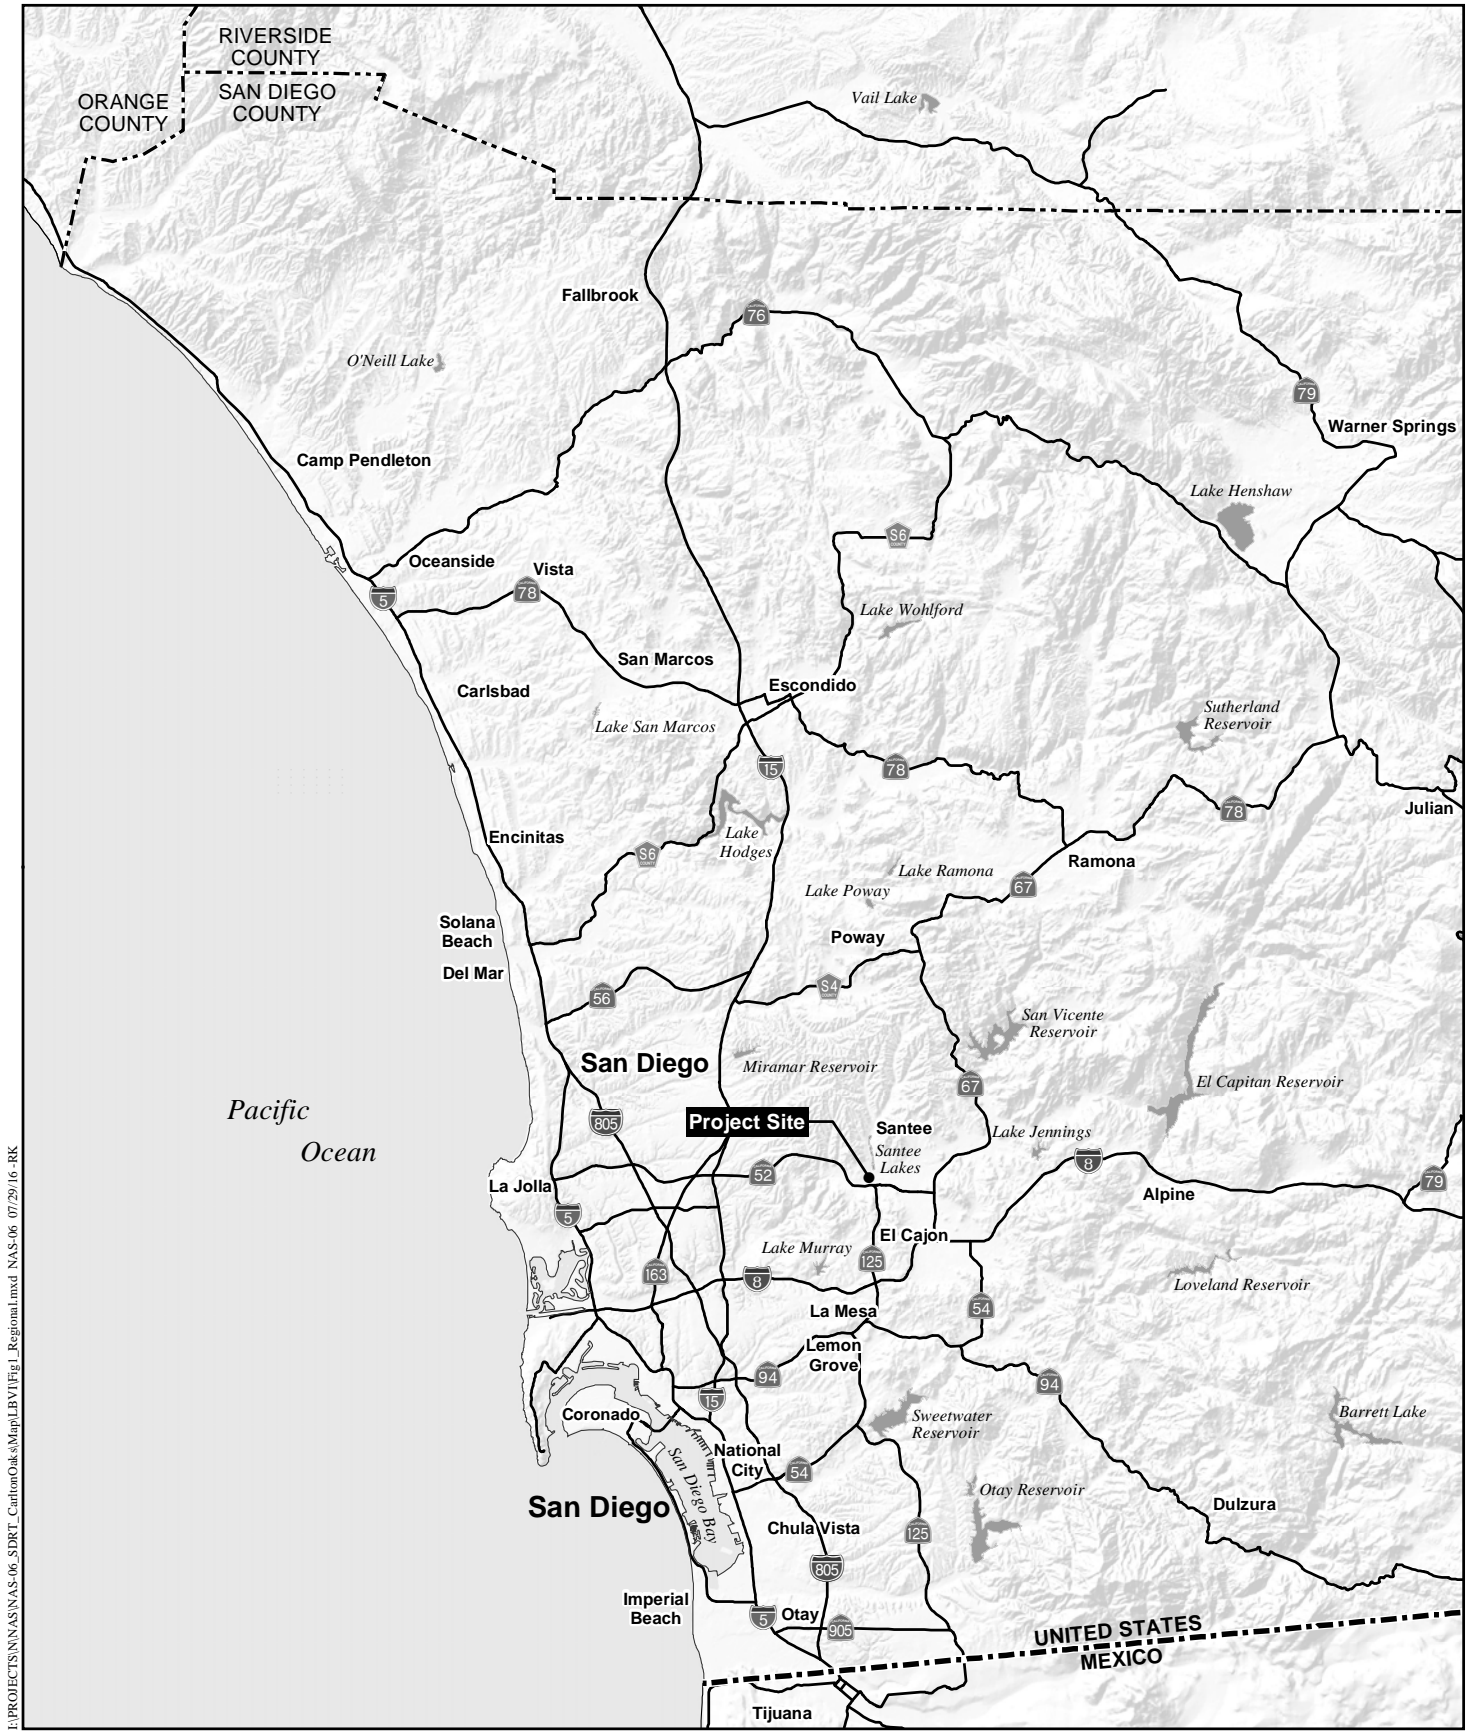 RIVERSIDE
COUNTY
ORANGE
COUNTY
SAN DIEGO
COUNTY
Vail Lake
Fallbrook
76
O'Neill Lake
79
Warner Springs
Camp Pendleton
Lake Henshaw
S6
COUNTY
Oceanside
Vista
5
78
Lake Wohlford
San Marcos
Escondido
Carlsbad
Lake San Marcos
Sutherland
Reservoir
15
78
78
Julian
Encinitas
Lake
Hodges
S6
COUNTY
Ramona
Lake Ramona
67
Lake Poway
Solana
Beach
Poway
Del Mar
56
S4
COUNTY
San Vicente
Reservoir
San Diego
Miramar Reservoir
67
El Capitan Reservoir
Pacific
Ocean
805
Project Site
Santee
Santee
Lakes
Lake Jennings
8
52
La Jolla
Alpine
79
5
El Cajon
Lake Murray
125
163
8
Loveland Reservoir
La Mesa
54
Lemon
Grove
94
94
15
Coronado
Sweetwater
Reservoir
Barrett Lake
National
City
San Diego Bay
54
Otay Reservoir
San Diego
Dulzura
Chula Vista
125
805
Imperial
Beach
5
Otay
905
UNITED STATES
MEXICO
Tijuana
I:\PROJECTS\N\NAS\NAS-06_SDRT_CarltonOaks\Map\LBVI\Fig1_Regional.mxd NAS-06 07/29/16 -RK